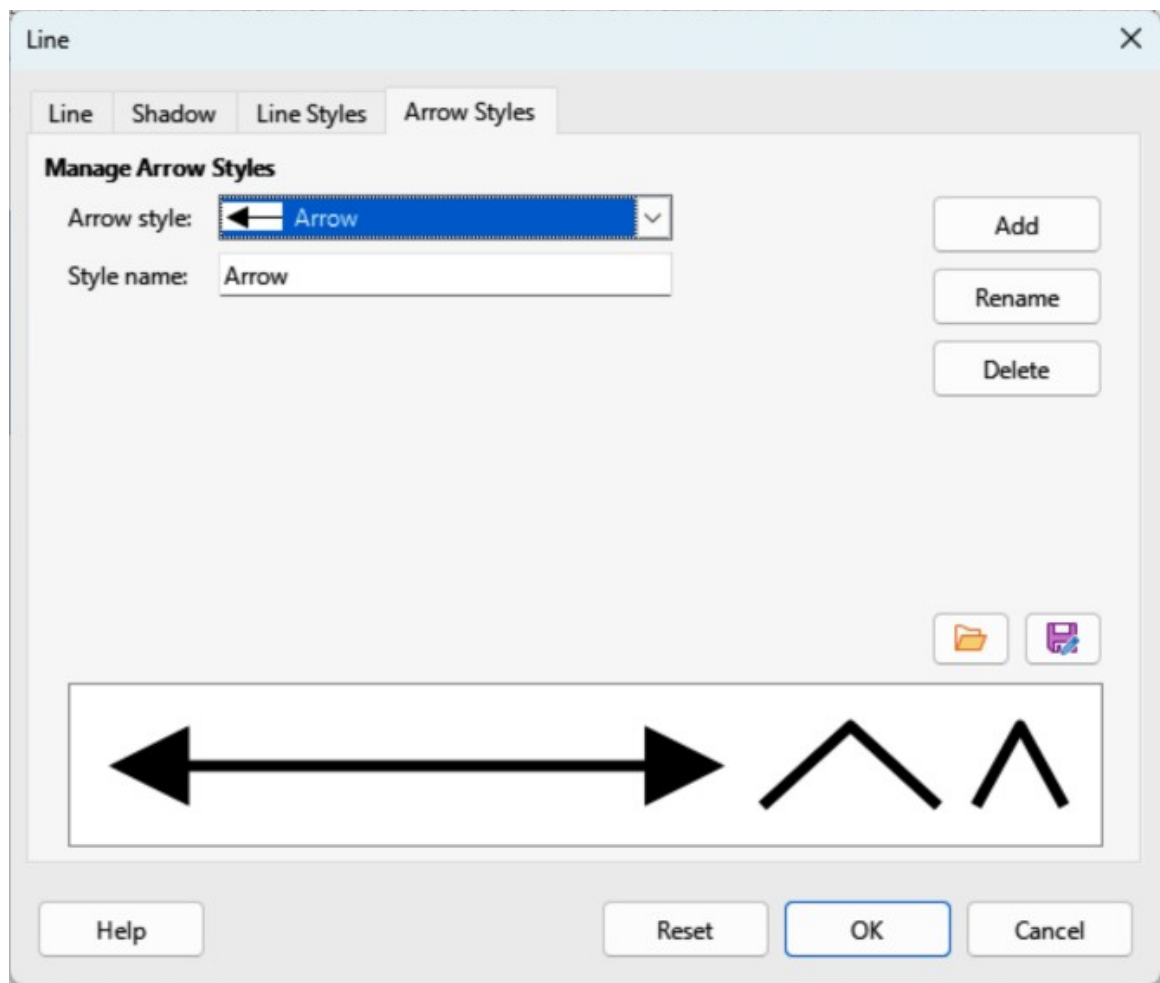 Line
Line Shadow Line Styles Arrow Styles
Manage Arrow Styles
Arrow style: Arrow
Add
Style name: Arrow
Rename
Delete
Help Reset OK Cancel